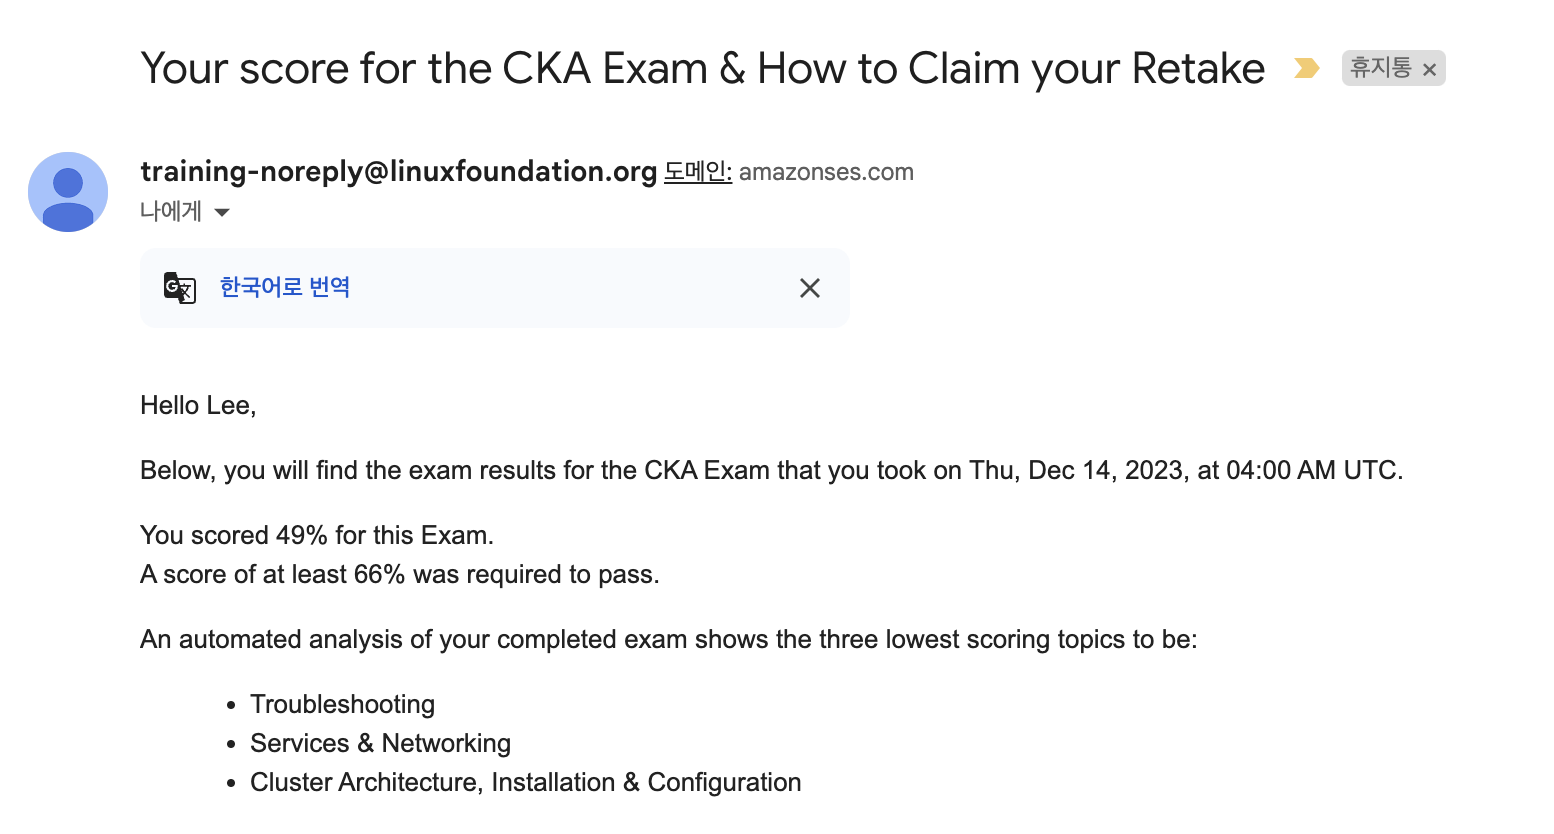 Your score for the CKA Exam & How to Claim your Retake 휴지통 ×
training-noreply@linuxfoundation.org 도메인: amazonses.com
나에게
한국어로 번역
Hello Lee,
Below, you will find the exam results for the CKA Exam that you took on Thu, Dec 14, 2023, at 04:00 AM UTC.
You scored 49% for this Exam.
A score of at least 66% was required to pass.
An automated analysis of your completed exam shows the three lowest scoring topics to be:
• Troubleshooting
• Services & Networking
• Cluster Architecture, Installation & Configuration